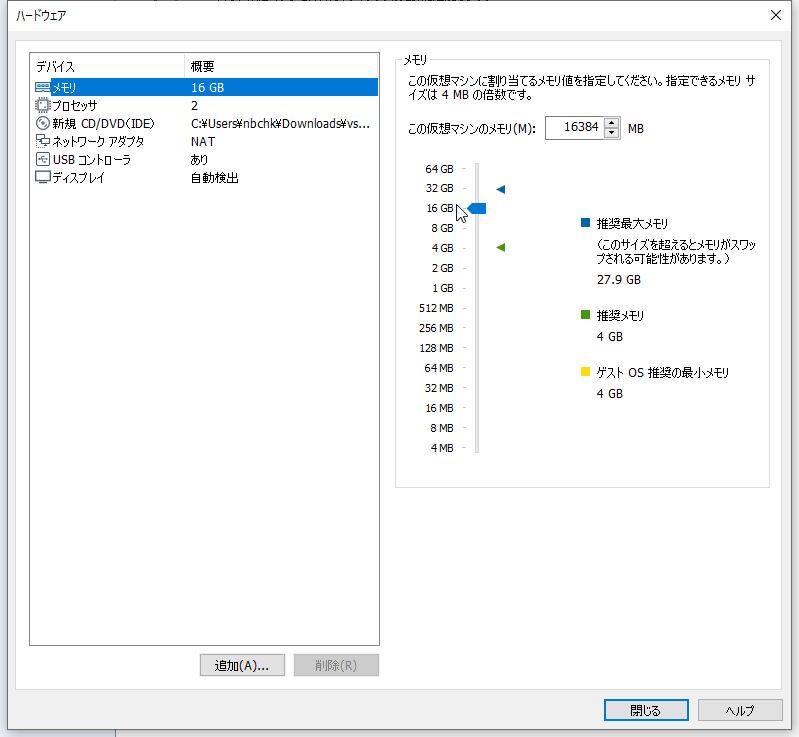 ハードウェア
デバイス 概要
メモリ 16 GB
プロセッサ 2
新規 CD/DVD(IDE) C:¥Users¥nbchk¥Downloads¥vs...
ネットワーク アダプタ NAT
USB コントローラ あり
ディスプレイ 自動検出
追加(A)... 削除(R)
メモリ
この仮想マシンに割り当てるメモリ値を指定してください。指定できるメモリ サ
イズは 4 MB の倍数です。
この仮想マシンのメモリ(M): 16384 MB
64 GB
32 GB
16 GB
8 GB
4 GB
2 GB
1 GB
512 MB
256 MB
128 MB
64 MB
32 MB
16 MB
8 MB
4 MB
推奨最大メモリ
(このサイズを超えるとメモリがスワッ
プされる可能性があります。)
27.9 GB
推奨メモリ
4 GB
ゲスト OS 推奨の最小メモリ
4 GB
閉じる ヘルプ